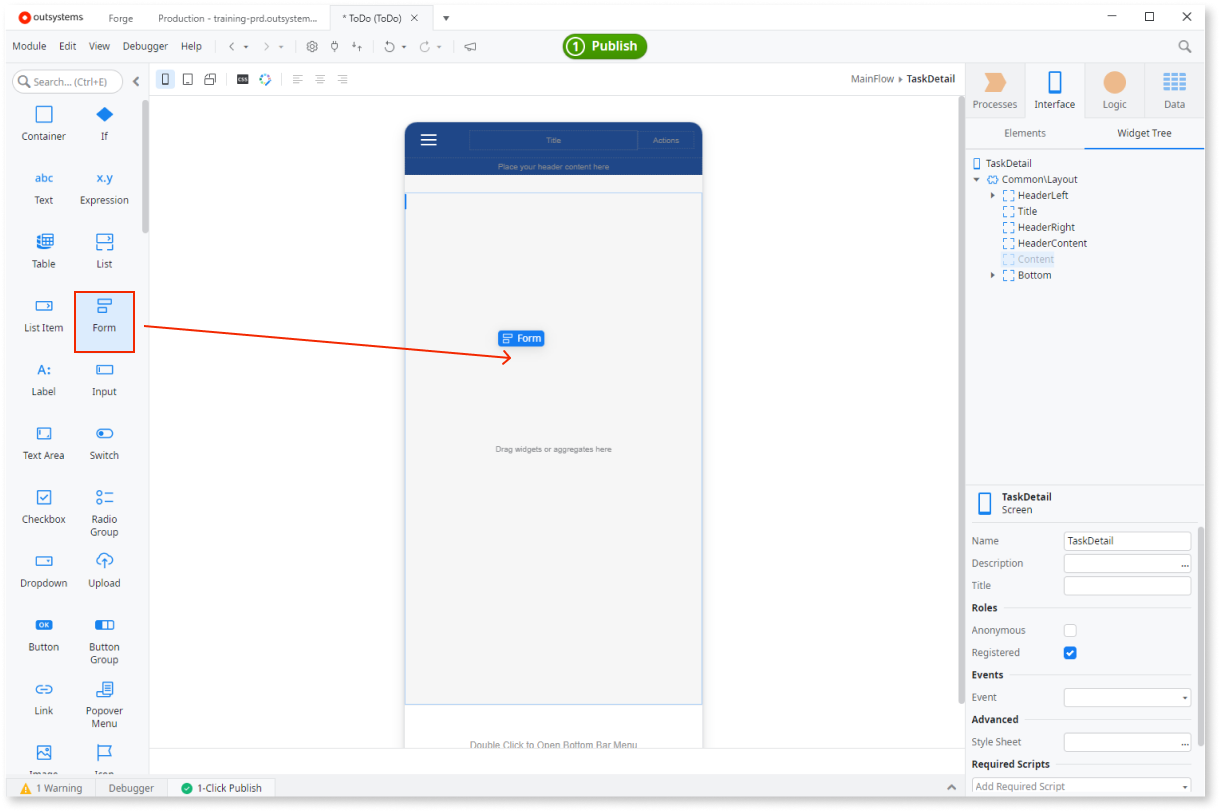 outsystems
Forge
Production - training-prd.outsystem...
* ToDo (ToDo)
Module Edit View Debugger Help
1 Publish
Search... (Ctrl+E)
CSS
MainFlow TaskDetail
Container If
abc x.y
Text Expression
Table List
List Item Form
A:
Label Input
Text Area Switch
Checkbox Radio
Group
Dropdown Upload
OK
Button Button
Group
Link Popover
Menu
Image Icon
Title Actions
Place your header content here
Form
Drag widgets or aggregates here
Double Click to Open Bottom Bar Menu
Processes Interface Logic Data
Elements Widget Tree
TaskDetail
Common\Layout
HeaderLeft
Title
HeaderRight
HeaderContent
Content
Bottom
TaskDetail
Screen
Name TaskDetail
Description ...
Title
Roles
Anonymous
Registered
Events
Event
Advanced
Style Sheet ...
Required Scripts
Add Required Script
1 Warning Debugger 1-Click Publish